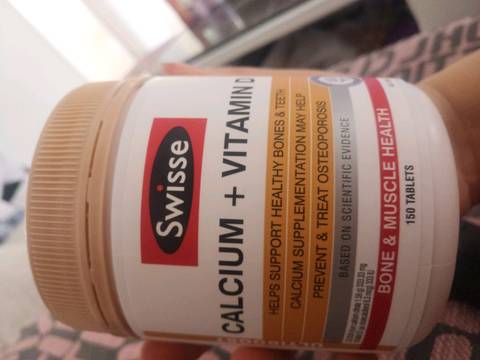 Swisse
CALCIUM + VITAMIN D
HELPS SUPPORT HEALTHY BONES & TEETH
CALCIUM SUPPLEMENTATION MAY HELP
PREVENT & TREAT OSTEOPOROSIS
BASED ON SCIENTIFIC EVIDENCE
BONE & MUSCLE HEALTH
150 TABLETS